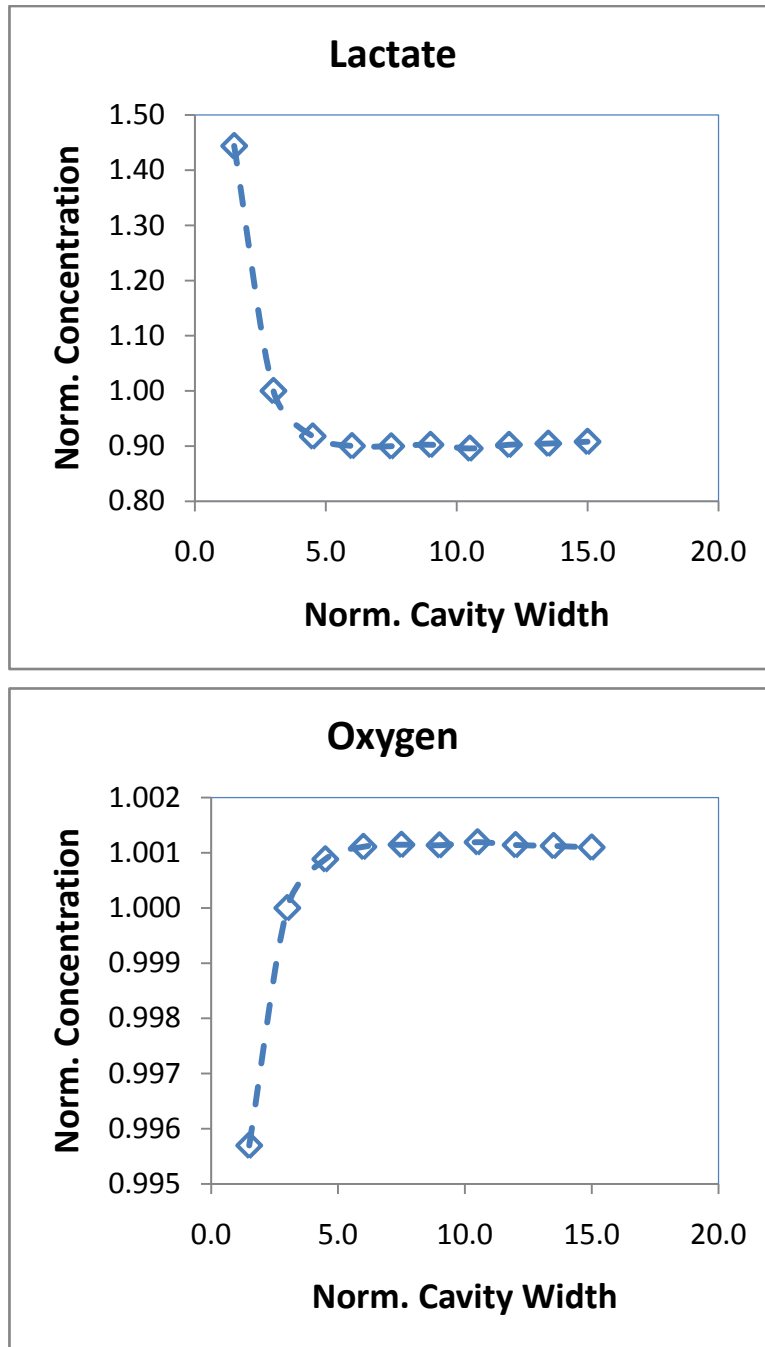 Lactate
Norm. Concentration
1.50
1.40
1.30
1.20
1.10
1.00
0.90
0.80
0.0 5.0 10.0 15.0 20.0
Norm. Cavity Width
Oxygen
Norm. Concentration
1.002
1.001
1.000
0.999
0.998
0.997
0.996
0.995
0.0 5.0 10.0 15.0 20.0
Norm. Cavity Width